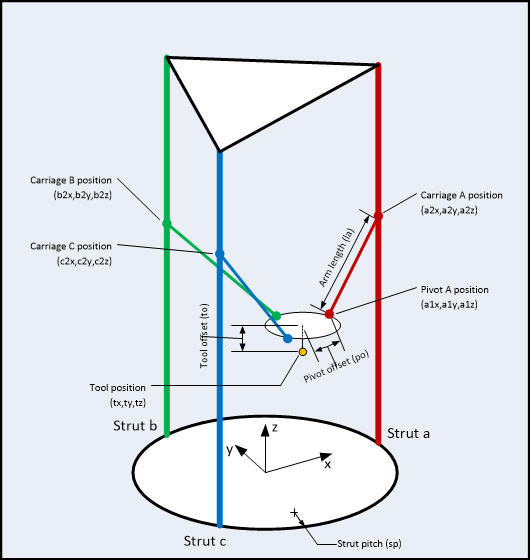 Carriage B position
(b2x,b2y,b2z)
Carriage A position
(a2x,a2y,a2z)
Carriage C position
(c2x,c2y,c2z)
Arm length (la)
Pivot A position
(a1x,a1y,a1z)
Tool offset (to)
Pivot offset (po)
Tool position
(tx,ty,tz)
Strut b
Strut a
z
y
x
Strut c
Strut pitch (sp)